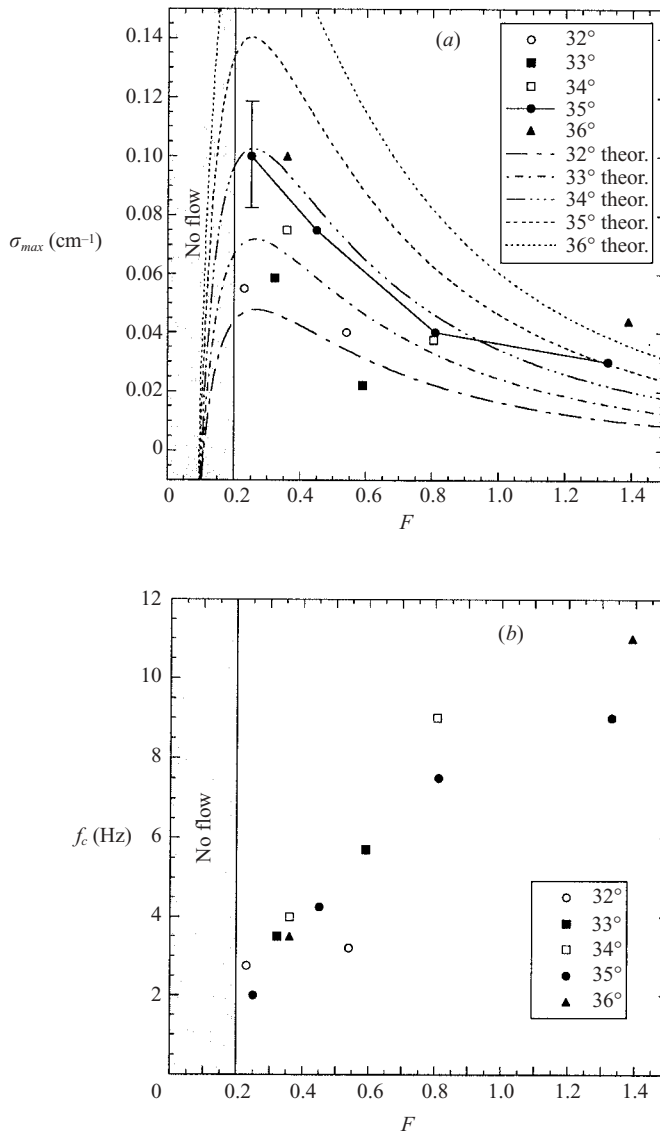 0.14
(a)
32°
33°
34°
0.12
35°
36°
0.10
32° theor.
33° theor.
34° theor.
0.08
35° theor.
σmax (cm–1)
No flow
36° theor.
0.06
0.04
0.02
0
0 0.2 0.4 0.6 0.8 1.0 1.2 1.4
F
12
(b)
10
8
fc (Hz)
No flow
6
32°
33°
4
34°
35°
2
36°
0 0.2 0.4 0.6 0.8 1.0 1.2 1.4
F